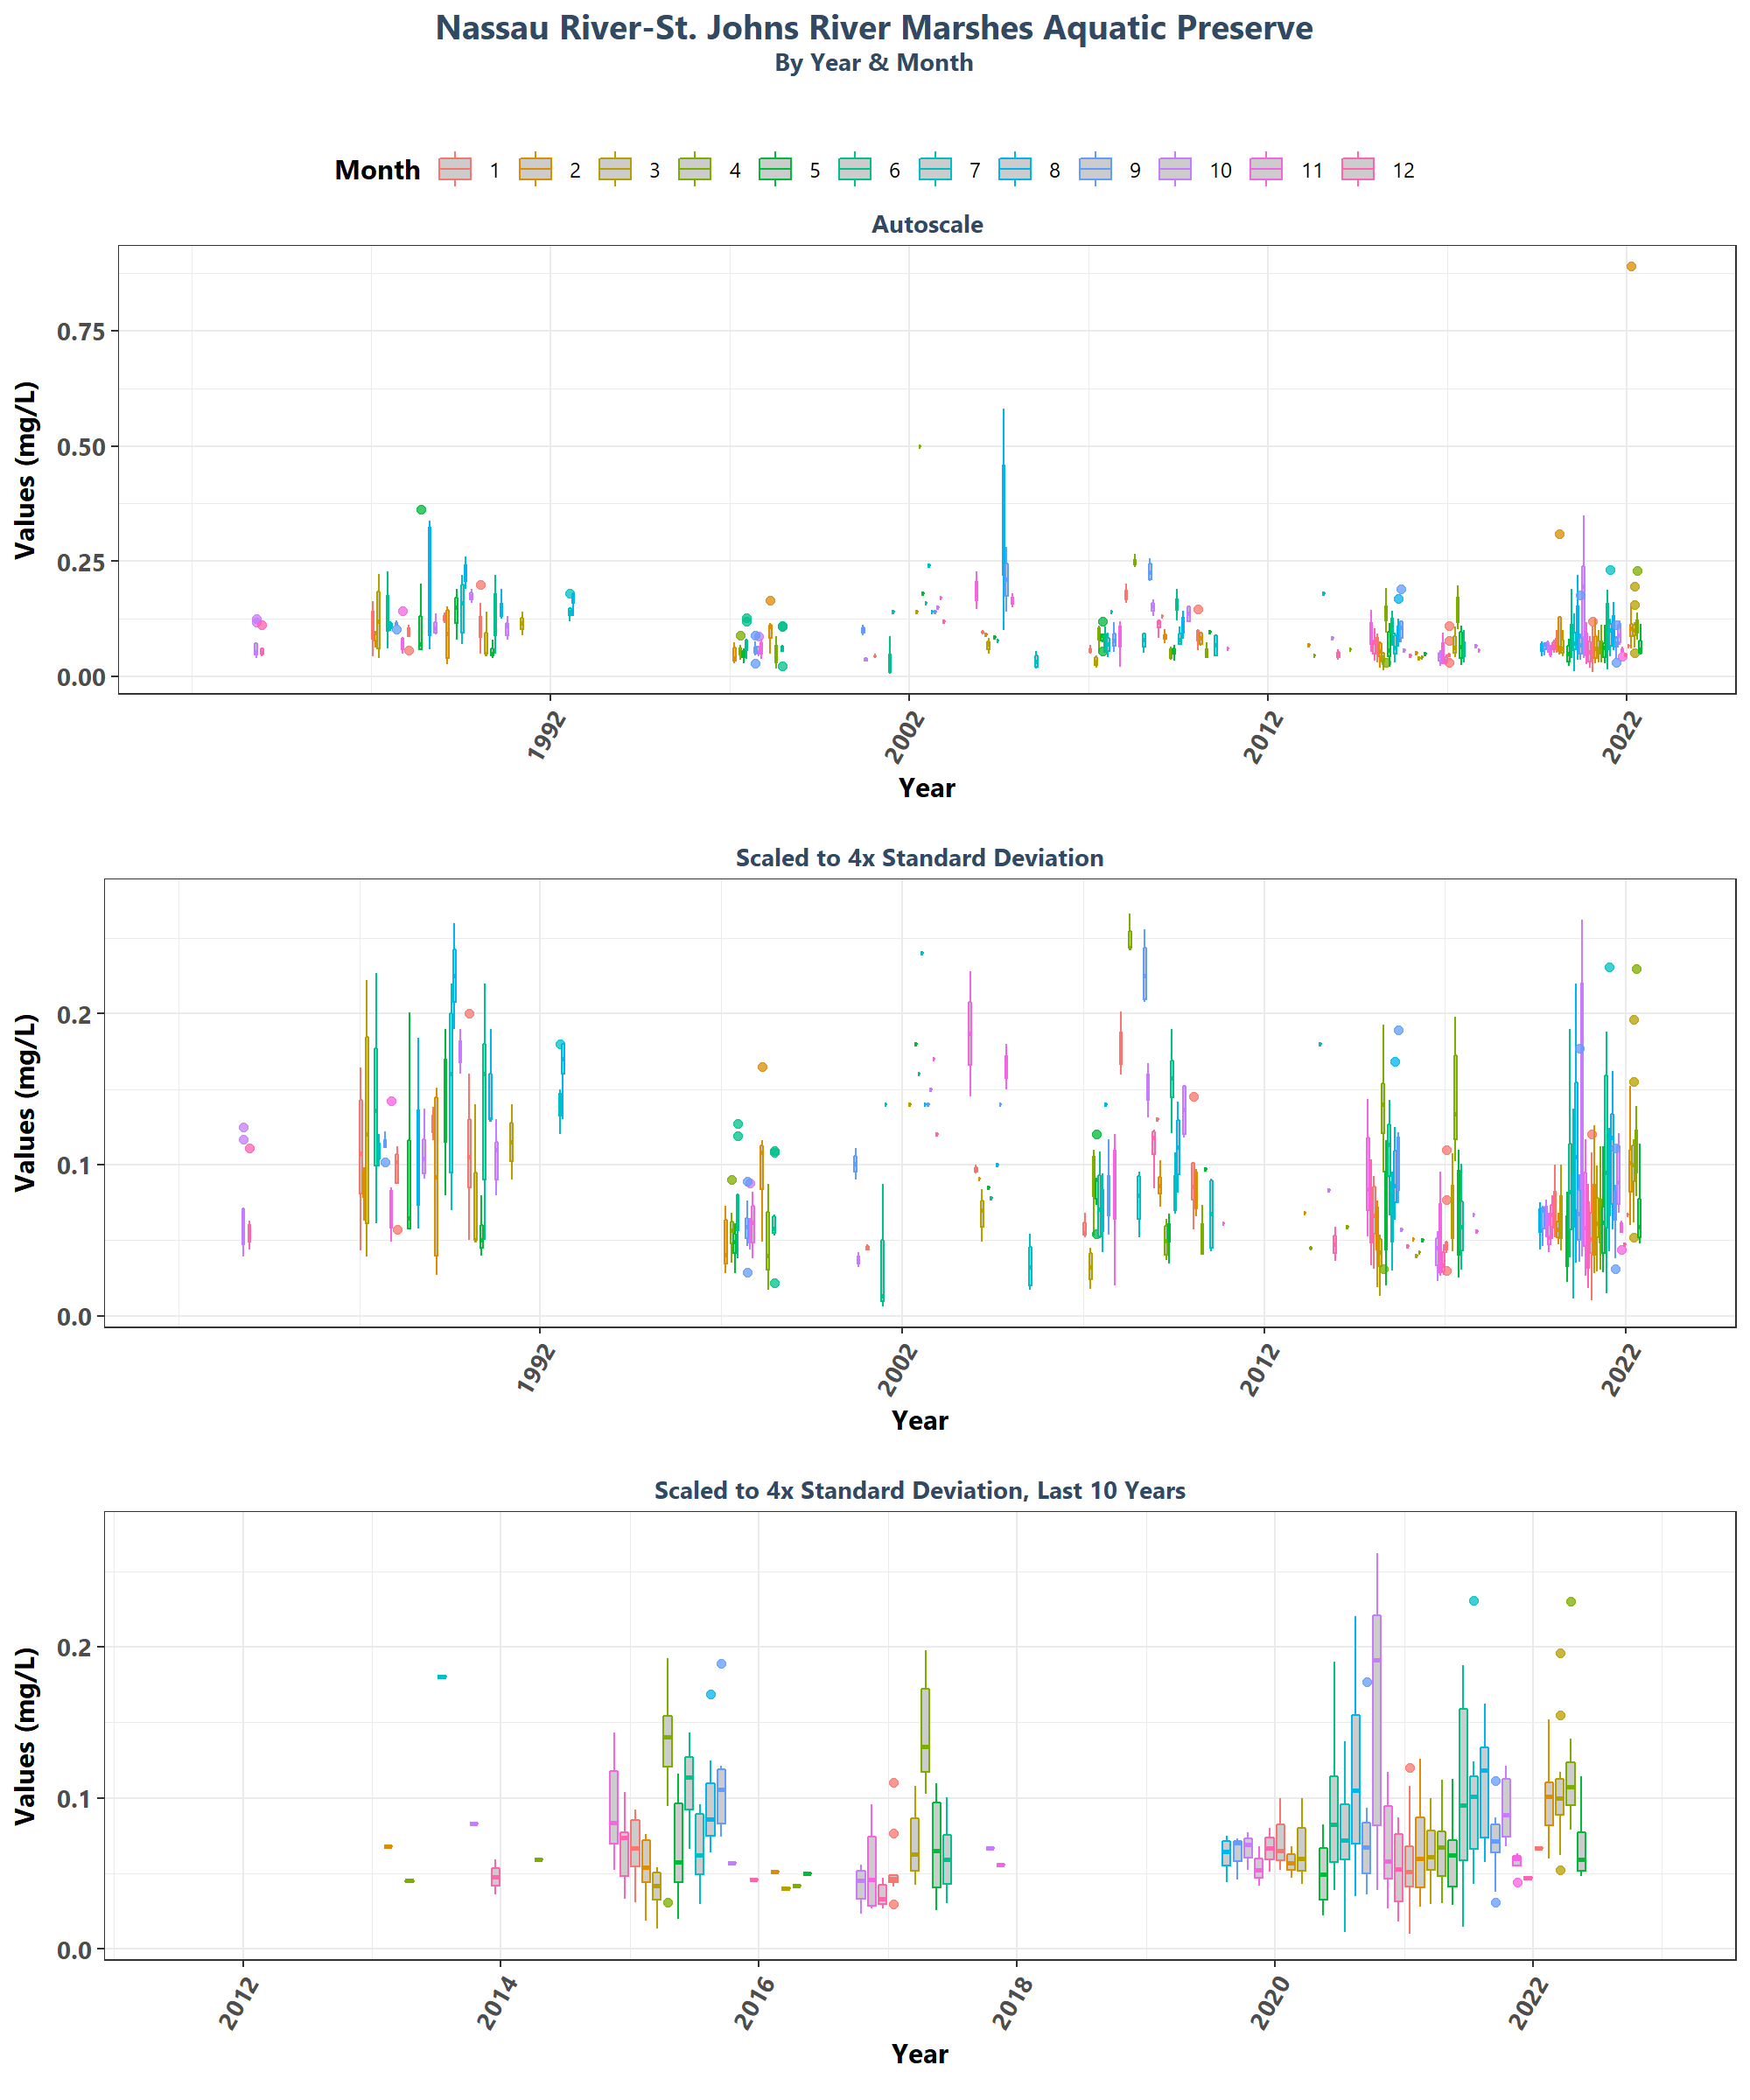 Nassau River-St. Johns River Marshes Aquatic Preserve
By Year & Month
Month 1 2 3 4 5 6 7 8 9 10 11 12
Autoscale
Values (mg/L)
0.75
0.50
0.25
0.00
1992 2002 2012 2022
Year
Scaled to 4x Standard Deviation
Values (mg/L)
0.2
0.1
0.0
1992 2002 2012 2022
Year
Scaled to 4x Standard Deviation, Last 10 Years
Values (mg/L)
0.2
0.1
0.0
2012 2014 2016 2018 2020 2022
Year